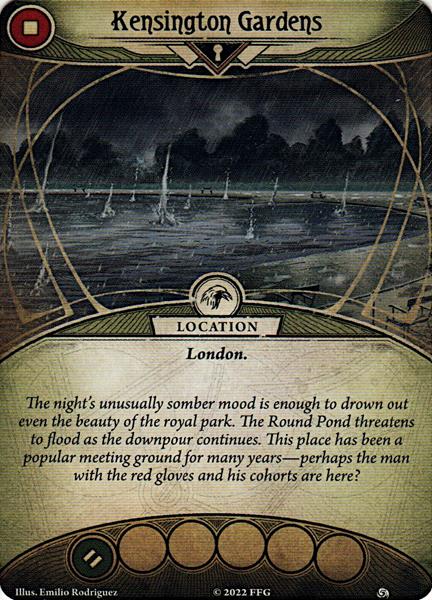 Kensington Gardens
LOCATION
London.
The night's unusually somber mood is enough to drown out
even the beauty of the royal park. The Round Pond threatens
to flood as the downpour continues. This place has been a
popular meeting ground for many years—perhaps the man
with the red gloves and his cohorts are here?
Illus. Emilio Rodriguez
© 2022 FFG